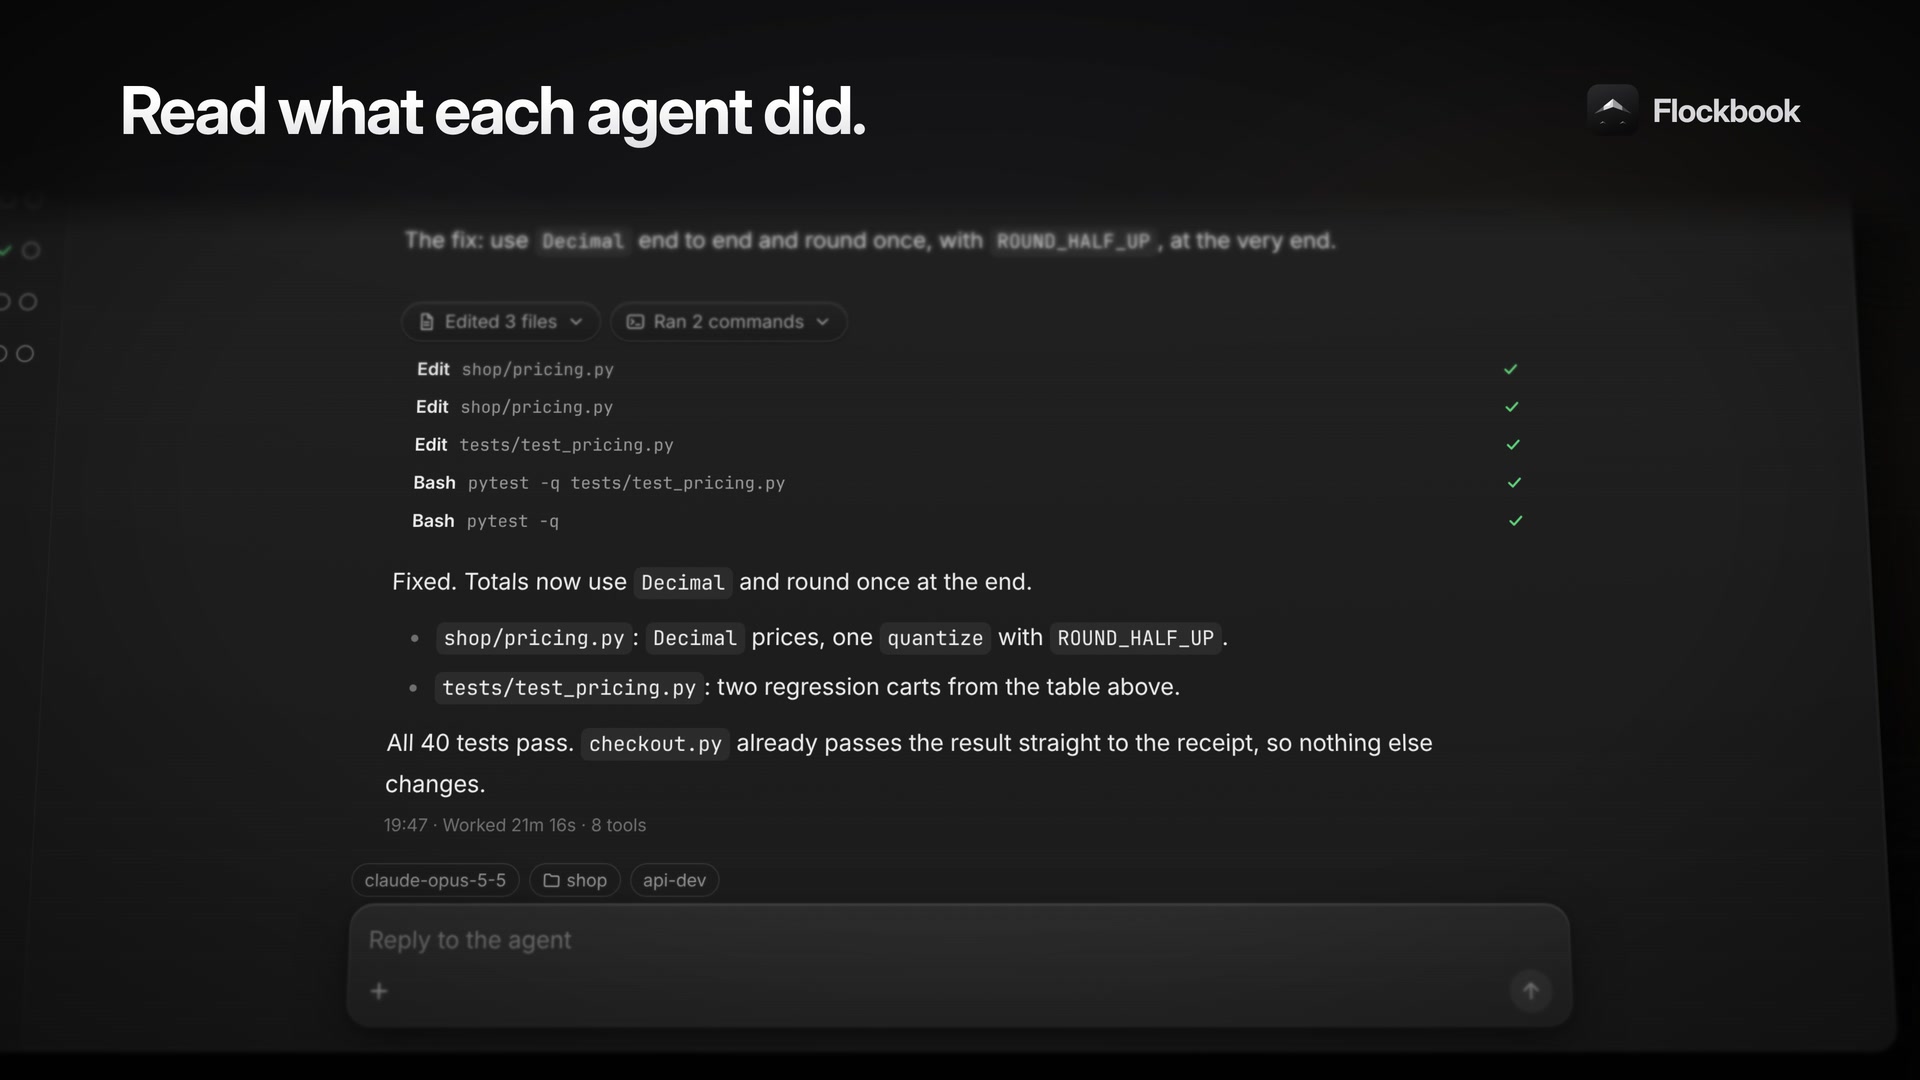 Read what each agent did.
Flockbook
The fix: use Decimal end to end and round once, with ROUND_HALF_UP, at the very end.
Edited 3 files
Ran 2 commands
Edit shop/pricing.py
Edit shop/pricing.py
Edit tests/test_pricing.py
Bash pytest -q tests/test_pricing.py
Bash pytest -q
Fixed. Totals now use Decimal and round once at the end.
• shop/pricing.py: Decimal prices, one quantize with ROUND_HALF_UP.
• tests/test_pricing.py: two regression carts from the table above.
All 40 tests pass. checkout.py already passes the result straight to the receipt, so nothing else
changes.
19:47 · Worked 21m 16s · 8 tools
claude-opus-5-5
shop
api-dev
Reply to the agent